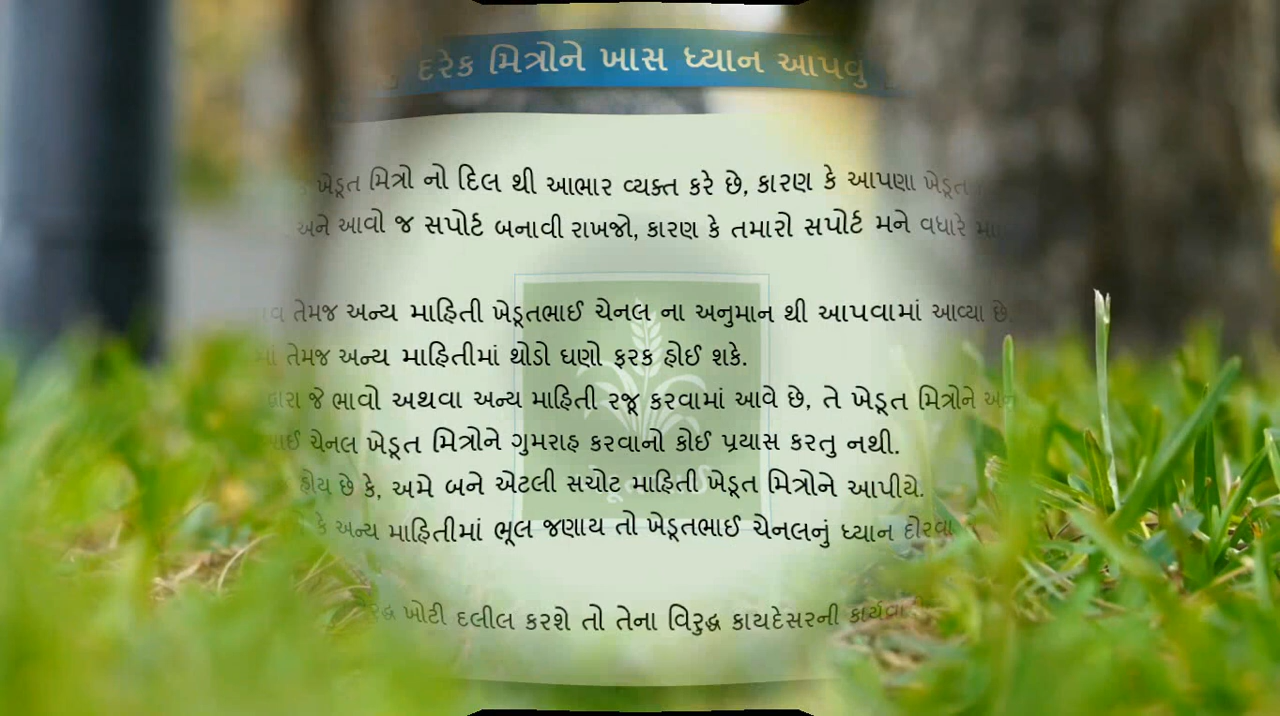 દરેક મિત્રોને ખાસ ધ્યાન આપવુ
ખેડૂત મિત્રો નો દિલ થી આભાર વ્યક્ત કરે છે, કારણ કે આપણા ખેડૂત
અને આવો જ સપોર્ટ બનાવી રાખજો, કારણ કે તમારો સપોર્ટ મને વધારે
તેમજ અન્ય માહિતી ખેડૂતભાઈ ચેનલ ના અનુમાન થી આપવામાં આવ્યા છે.
તેમજ અન્ય માહિતીમાં થોડો ઘણો ફરક હોઈ શકે.
જે ભાવો અથવા અન્ય માહિતી રજૂ કરવામાં આવે છે, તે ખેડૂત મિત્રોને
ચેનલ ખેડૂત મિત્રોને ગુમરાહ કરવાનો કોઈ પ્રયાસ કરતુ નથી.
હોય છે કે, અમે બને એટલી સચોટ માહિતી ખેડૂત મિત્રોને આપીયે.
કે અન્ય માહિતીમાં ભૂલ જણાય તો ખેડૂતભાઈ ચેનલનું ધ્યાન
ખોટી દલીલ કરશે તો તેના વિરુદ્ધ કાયદેસરની